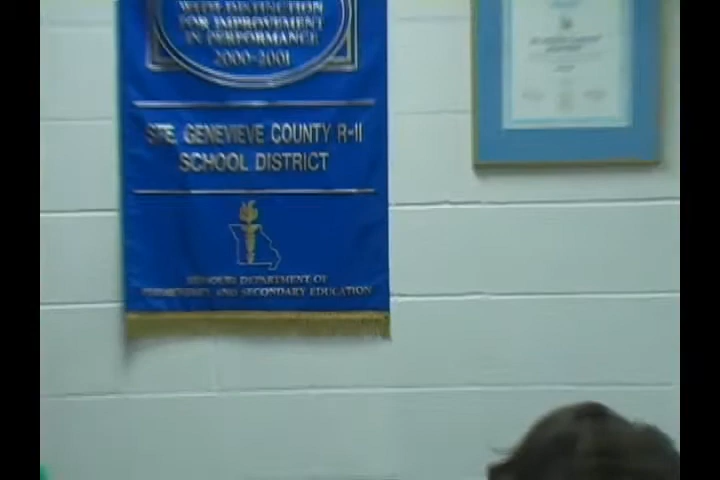 WITH DISTINCTION
FOR IMPROVEMENT
IN PERFORMANCE
2000-2001
STE. GENEVIEVE COUNTY R-II
SCHOOL DISTRICT
MISSOURI DEPARTMENT OF
ELEMENTARY AND SECONDARY EDUCATION